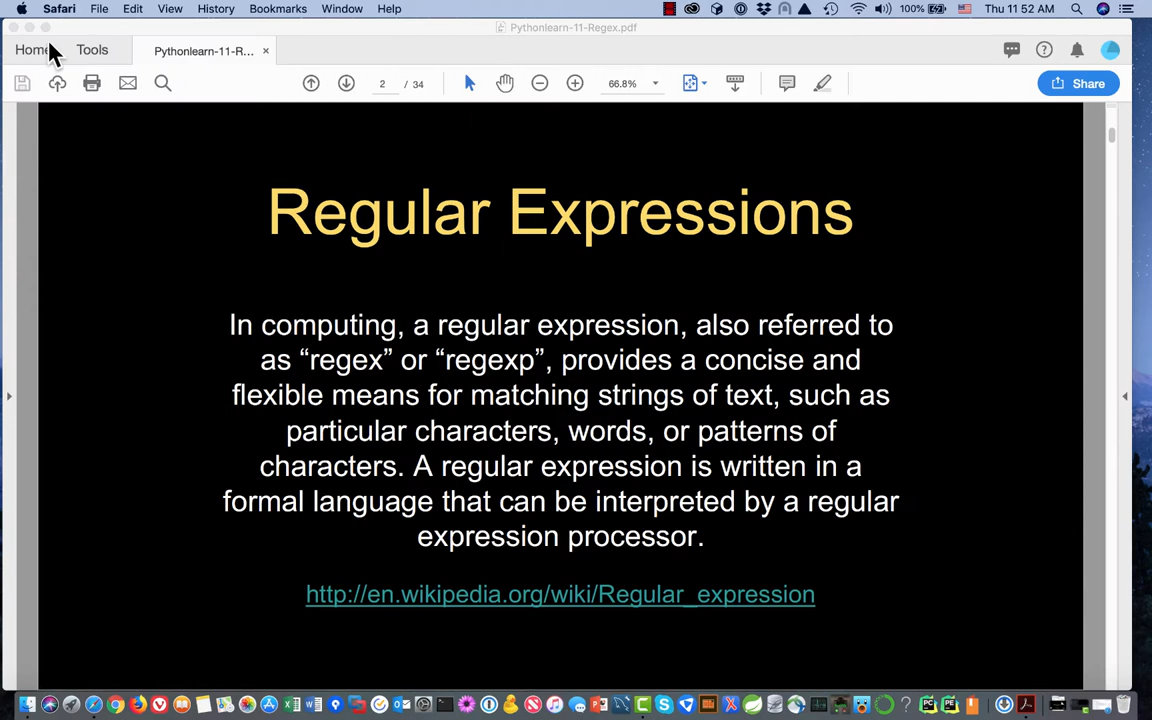 Safari File Edit View History Bookmarks Window Help 100% Thu 11 52 AM
Pythonlearn-11-Regex.pdf
Home Tools Pythonlearn-11-R... ×
2 / 34 66.8% Share
Regular Expressions
In computing, a regular expression, also referred to
as “regex” or “regexp”, provides a concise and
flexible means for matching strings of text, such as
particular characters, words, or patterns of
characters. A regular expression is written in a
formal language that can be interpreted by a regular
expression processor.
http://en.wikipedia.org/wiki/Regular_expression